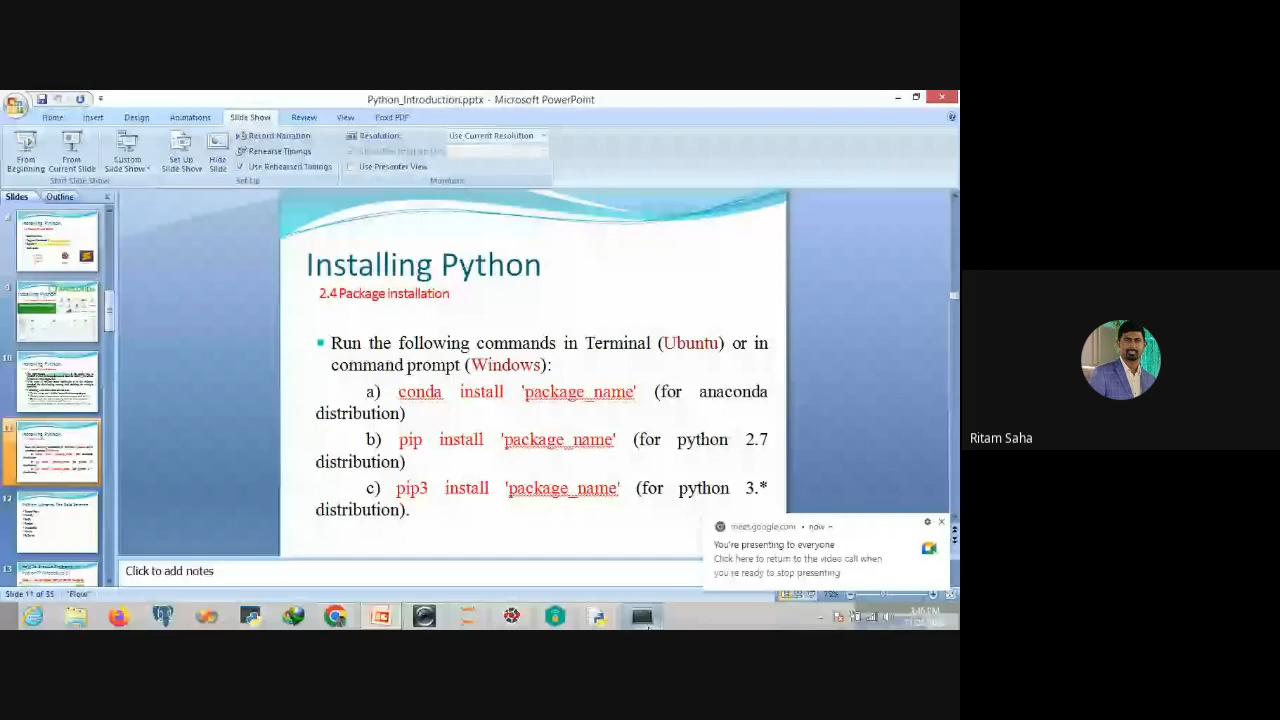 Python_Introduction.pptx - Microsoft PowerPoint
Home Insert Design Animations Slide Show Review View Foxit PDF
From Beginning
From Current Slide
Custom Slide Show
Set Up Slide Show
Hide Slide
Record Narration
Rehearse Timings
Use Rehearsed Timings
Resolution:
Use Current Resolution
Use Presenter View
Start Slide Show
Set Up
Monitors
Slides Outline
10
11
12
13
Installing Python
2.4 Package installation
Run the following commands in Terminal (Ubuntu) or in
command prompt (Windows):
a) conda install 'package_name' (for anaconda
distribution)
b) pip install 'package_name' (for python 2.7
distribution)
c) pip3 install 'package_name' (for python 3.*
distribution).
meet.google.com • now
You're presenting to everyone
Click here to return to the video call when
you're ready to stop presenting
Click to add notes
Slide 11 of 55 "Flow"
Ritam Saha